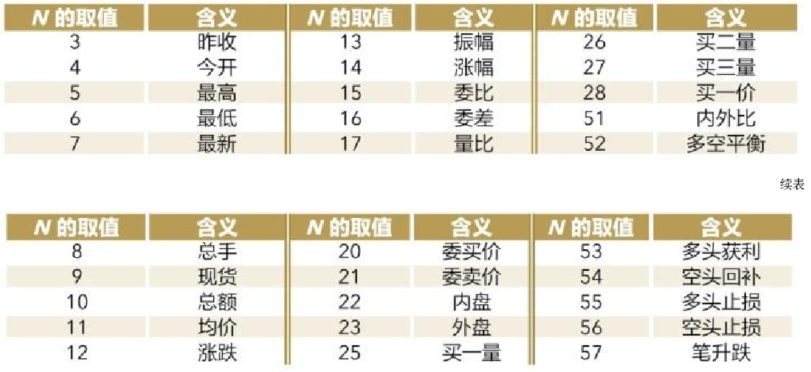 N 的取值 含义 N 的取值 含义 N 的取值 含义
3 昨收 13 振幅 26 买二量
4 今开 14 涨幅 27 买三量
5 最高 15 委比 28 买一价
6 最低 16 委差 51 内外比
7 最新 17 量比 52 多空平衡
续表
N 的取值 含义 N 的取值 含义 N 的取值 含义
8 总手 20 委买价 53 多头获利
9 现货 21 委卖价 54 空头回补
10 总额 22 内盘 55 多头止损
11 均价 23 外盘 56 空头止损
12 涨跌 25 买一量 57 笔升跌